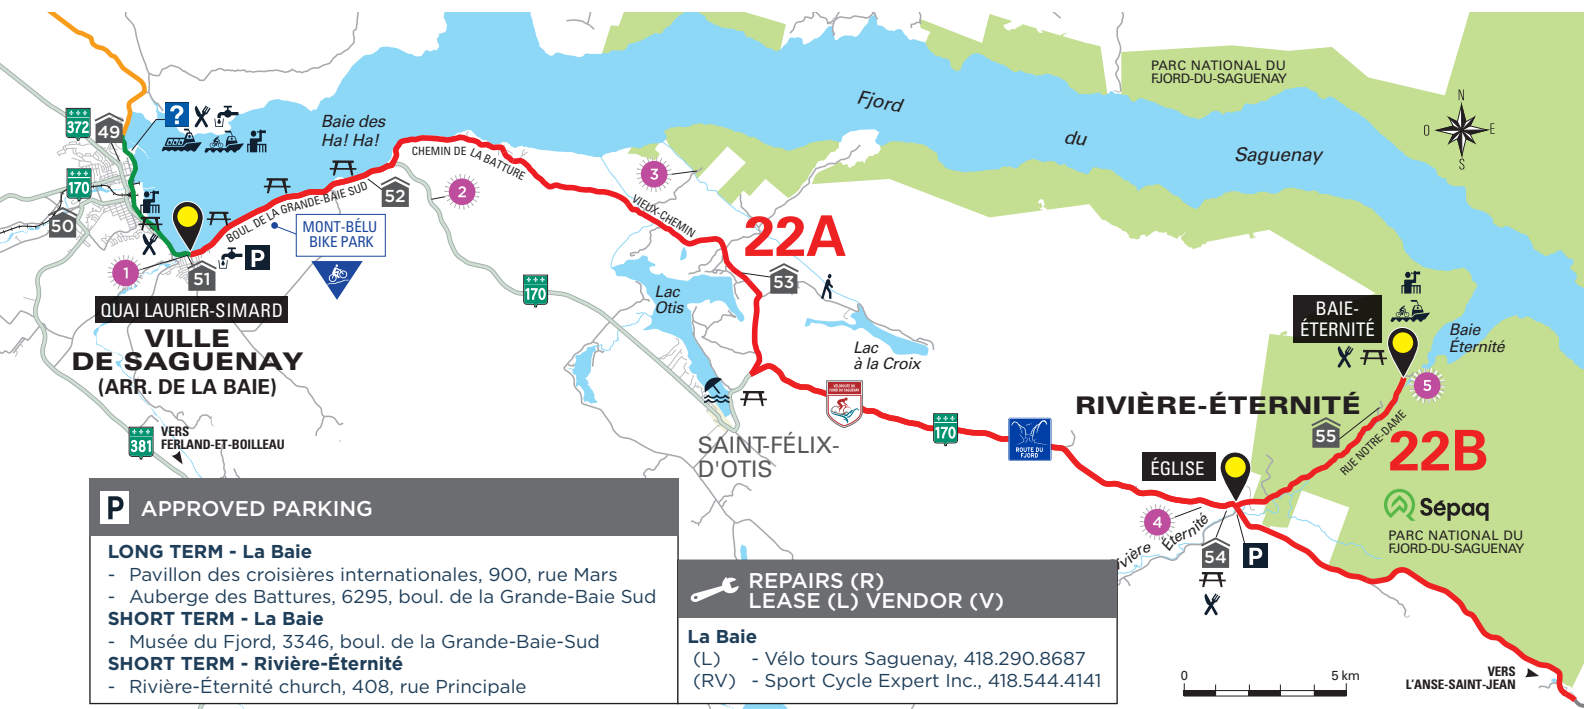 PARC NATIONAL DU
FJORD-DU-SAGUENAY
Fjord
du
Saguenay
N
O
E
S
372
49
?
Baie des
Ha! Ha!
CHEMIN DE LA BATTURE
3
2
170
52
50
BOUL DE LA GRANDE-BAIE SUD
VIEUX-CHEMIN
22A
MONT-BÉLU
BIKE PARK
P
1
51
53
170
Lac
Otis
QUAI LAURIER-SIMARD
VILLE
DE SAGUENAY
(ARR. DE LA BAIE)
BAIE-
ÉTERNITÉ
Baie
Éternité
Lac
à la Croix
5
VÉLOROUTE DU
FJORD DU SAGUENAY
RIVIÈRE-ÉTERNITÉ
381
VERS
FERLAND-ET-BOILLEAU
170
ROUTE DU
FJORD
55
RUE NOTRE-DAME
22B
SAINT-FÉLIX-
D'OTIS
ÉGLISE
Sépaq
PARC NATIONAL DU
FJORD-DU-SAGUENAY
4
Rivière Éternité
54
P
P APPROVED PARKING
LONG TERM - La Baie
- Pavillon des croisières internationales, 900, rue Mars
- Auberge des Battures, 6295, boul. de la Grande-Baie Sud
SHORT TERM - La Baie
- Musée du Fjord, 3346, boul. de la Grande-Baie-Sud
SHORT TERM - Rivière-Éternité
- Rivière-Éternité church, 408, rue Principale
REPAIRS (R)
LEASE (L) VENDOR (V)
La Baie
(L) - Vélo tours Saguenay, 418.290.8687
(RV) - Sport Cycle Expert Inc., 418.544.4141
0
5 km
VERS
L'ANSE-SAINT-JEAN